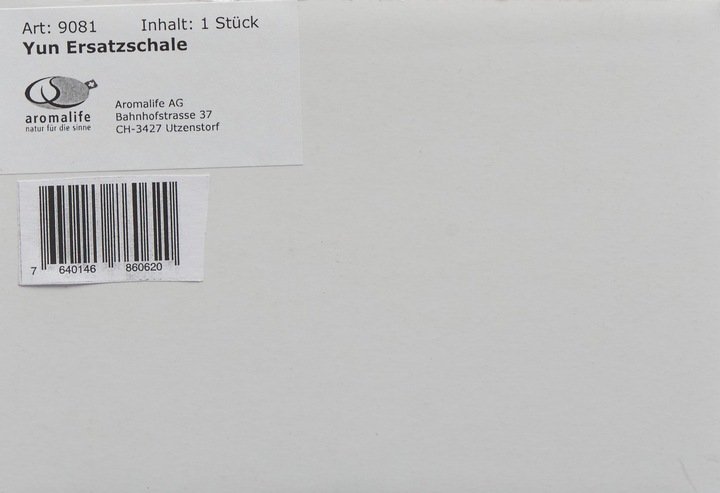 Art: 9081 Inhalt: 1 Stück
Yun Ersatzschale
aromalife
natur für die sinne
Aromalife AG
Bahnhofstrasse 37
CH-3427 Utzenstorf
7 640146 860620